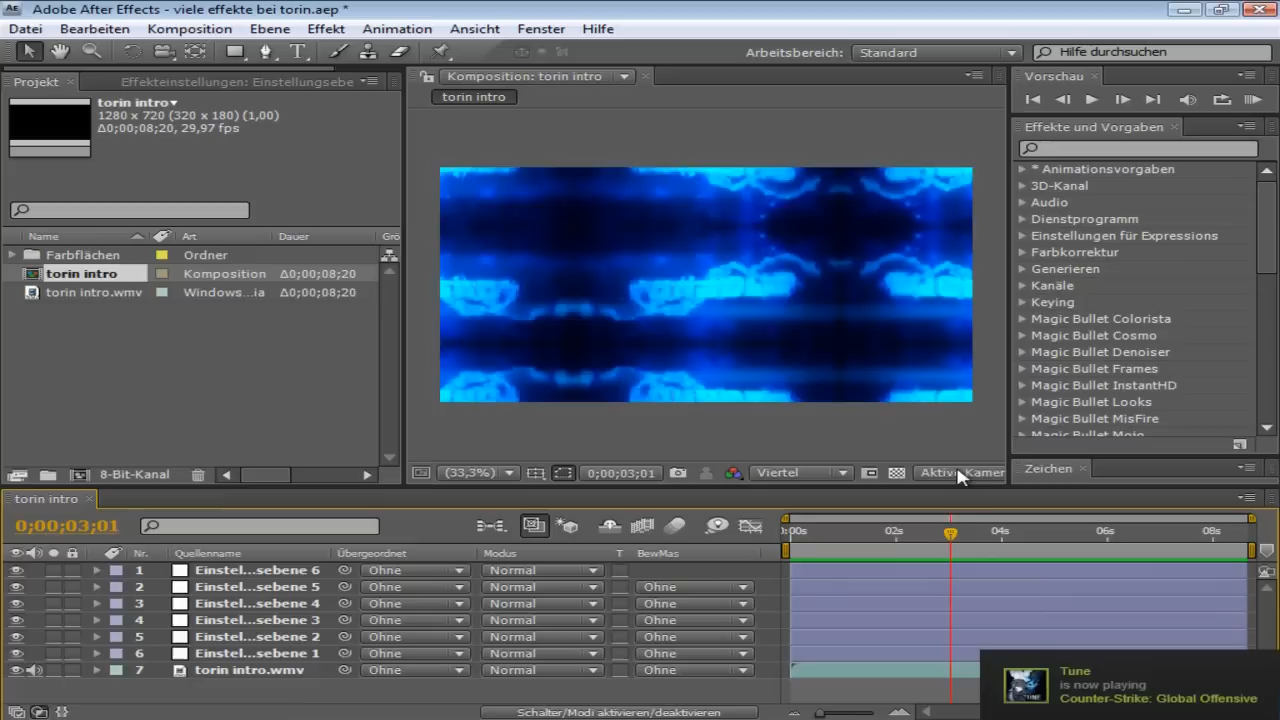 Adobe After Effects - viele effekte bei torin.aep *
Datei Bearbeiten Komposition Ebene Effekt Animation Ansicht Fenster Hilfe
Arbeitsbereich: Standard Hilfe durchsuchen
Projekt Effekteinstellungen: Einstellungsebe
torin intro
1280 x 720 (320 x 180) (1,00)
Δ0;00;08;20, 29,97 fps
Name Art Dauer Grö
Farbflächen Ordner
torin intro Komposition Δ0;00;08;20
torin intro.wmv Windows...ia Δ0;00;08;20
8-Bit-Kanal
Komposition: torin intro
torin intro
(33,3%) 0;00;03;01 Viertel Aktive Kamer
Vorschau
Effekte und Vorgaben
* Animationsvorgaben
3D-Kanal
Audio
Dienstprogramm
Einstellungen für Expressions
Farbkorrektur
Generieren
Kanäle
Keying
Magic Bullet Colorista
Magic Bullet Cosmo
Magic Bullet Denoiser
Magic Bullet Frames
Magic Bullet InstantHD
Magic Bullet Looks
Magic Bullet MisFire
Magic Bullet Mojo
Zeichen
torin intro
0;00;03;01
:00s 02s 04s 06s 08s
Nr. Quellenname Übergeordnet Modus T BewMas
1 Einstel...sebene 6 Ohne Normal
2 Einstel...sebene 5 Ohne Normal Ohne
3 Einstel...sebene 4 Ohne Normal Ohne
4 Einstel...sebene 3 Ohne Normal Ohne
5 Einstel...sebene 2 Ohne Normal Ohne
6 Einstel...sebene 1 Ohne Normal Ohne
7 torin intro.wmv Ohne Normal Ohne
Schalter/Modi aktivieren/deaktivieren
Tune
is now playing
Counter-Strike: Global Offensive